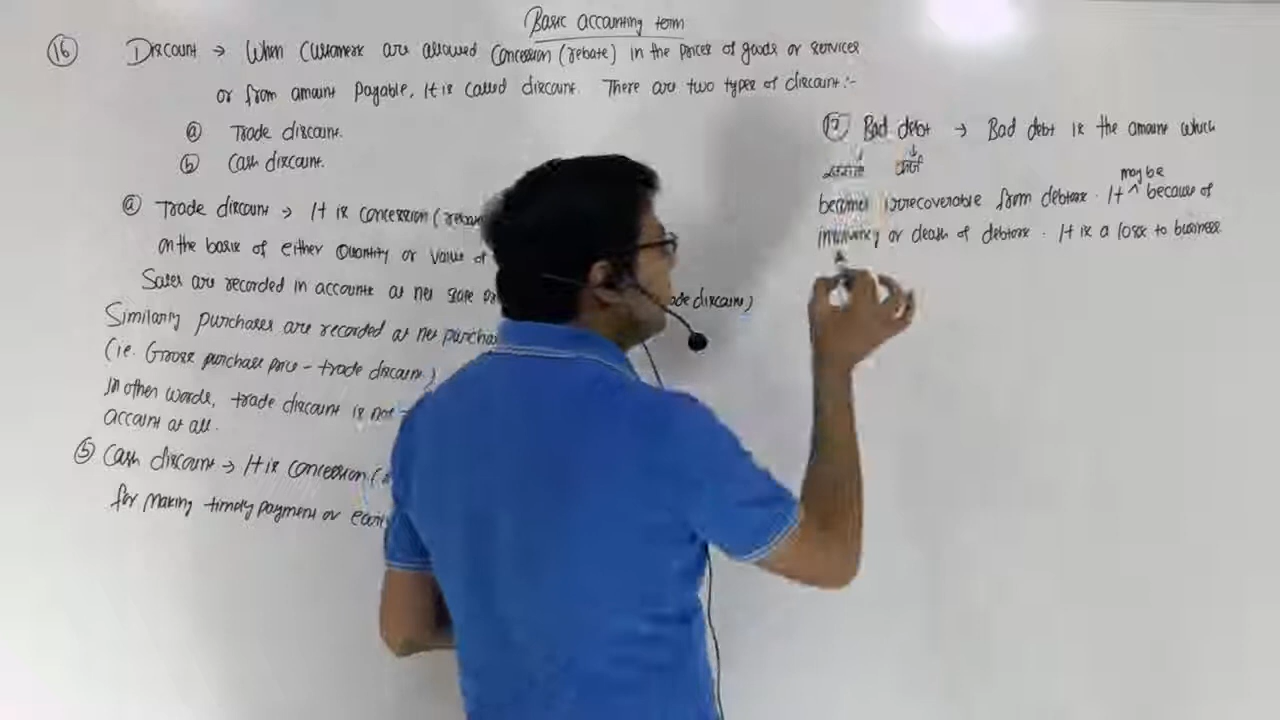 Basic accounting term
16 Discount → When customers are allowed concession (rebate) in the prices of goods or services
or from amount payable, it is called discount. There are two types of discount:-
a Trade discount.
b Cash discount.
a Trade discount → It is concession (
on the basis of either Quantity or value of
Sales are recorded in accounts at net sale
trade discount)
Similarly purchases are recorded at net
(ie. Gross purchase price - trade discount)
In other words, trade discount is not
account at all.
b Cash discount → It is concession (
for making timely payment or
17 Bad debt → Bad debt is the amount which
may be
becomes irrecoverable from debtors. It ^ because of
insolvency or death of debtors. It is a loss to business